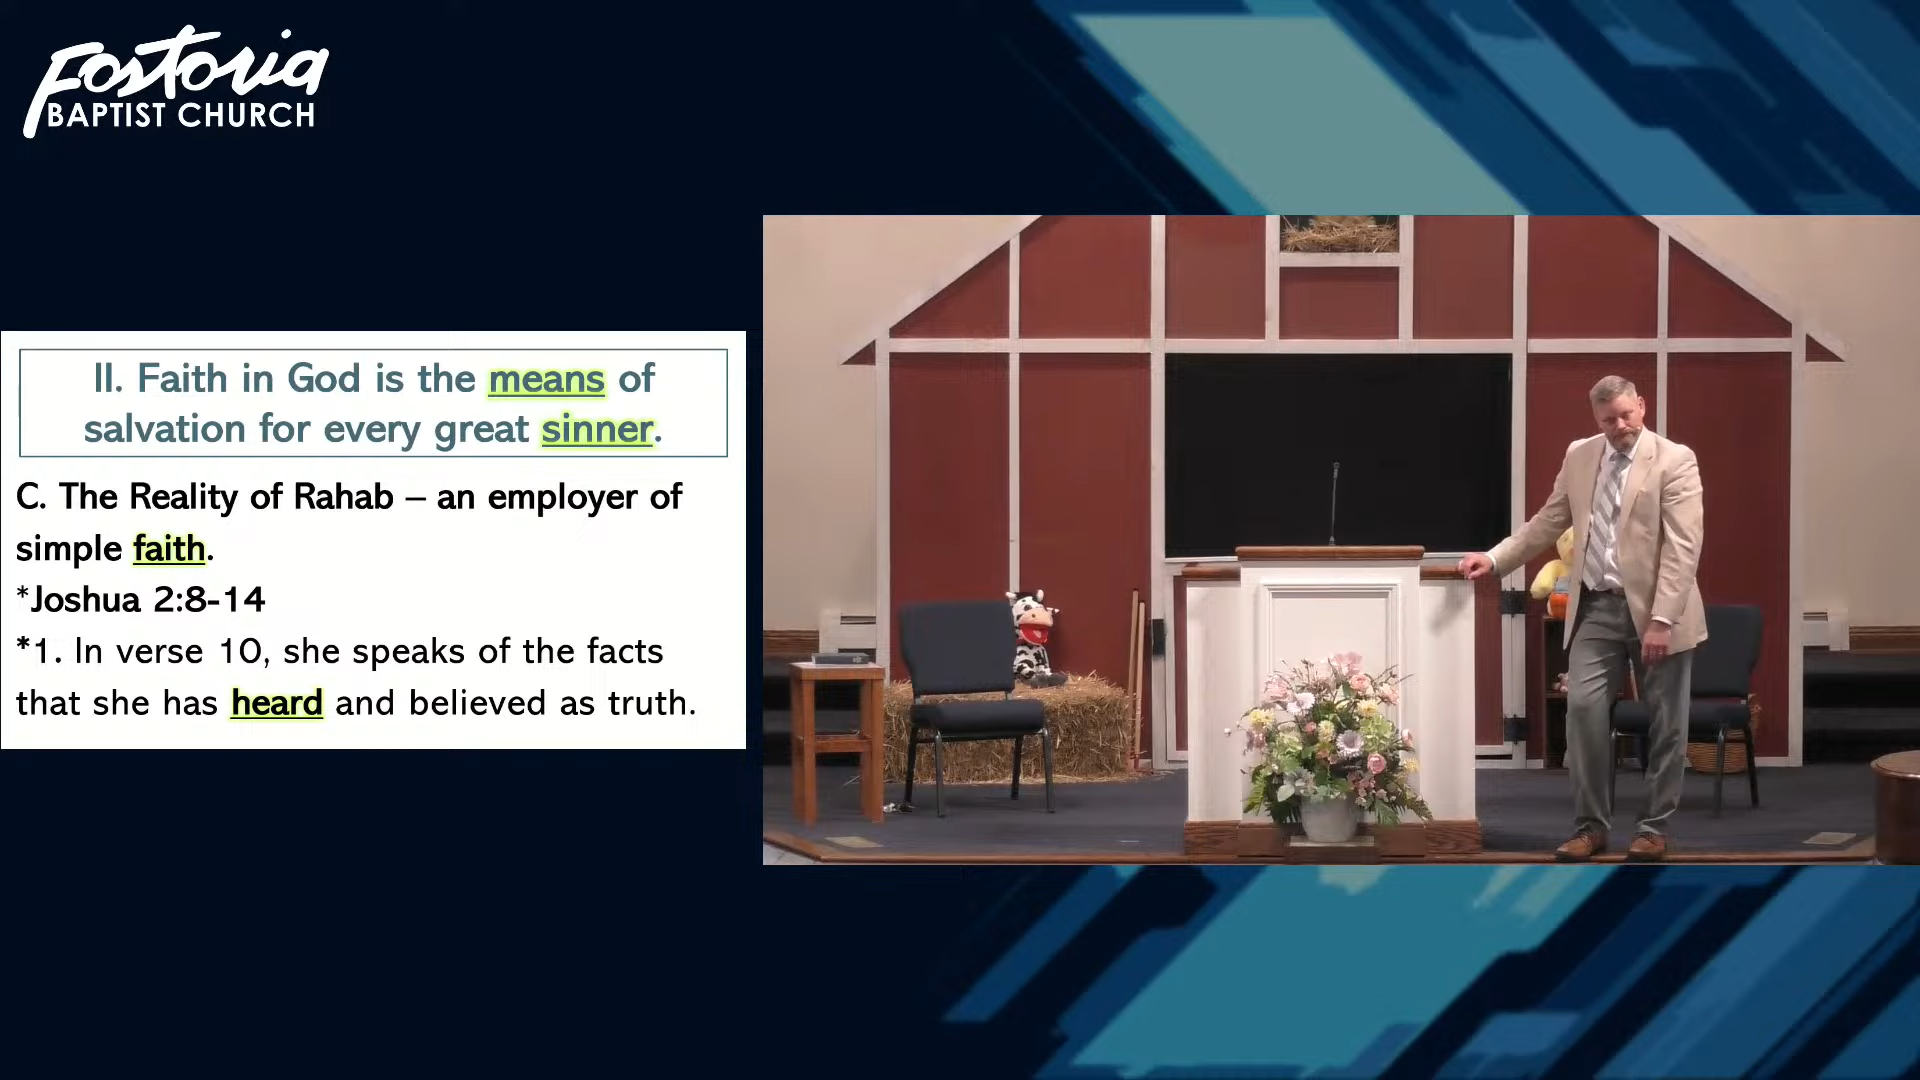 Fostoria
BAPTIST CHURCH
II. Faith in God is the means of
salvation for every great sinner.
C. The Reality of Rahab – an employer of
simple faith.
*Joshua 2:8-14
*1. In verse 10, she speaks of the facts
that she has heard and believed as truth.